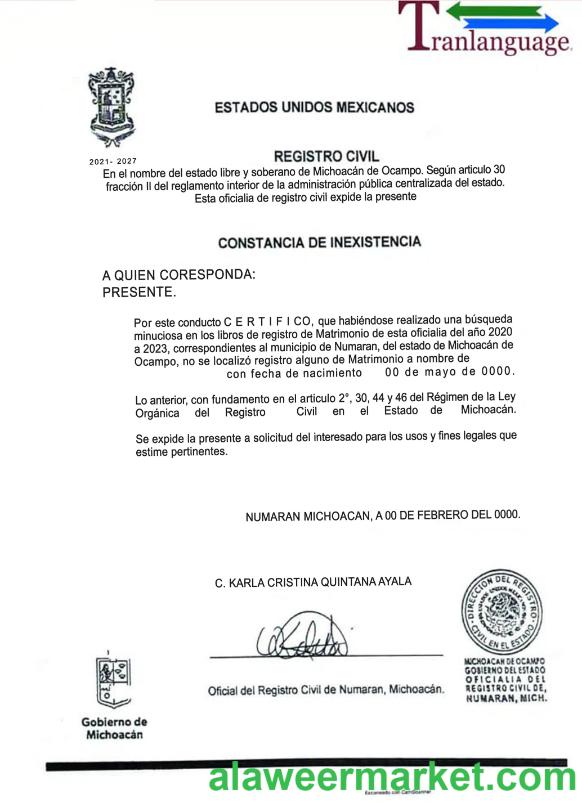 Tranlanguage.
ESTADOS UNIDOS MEXICANOS
2021- 2027
REGISTRO CIVIL
En el nombre del estado libre y soberano de Michoacán de Ocampo. Según articulo 30
fracción II del reglamento interior de la administración pública centralizada del estado.
Esta oficialia de registro civil expide la presente
CONSTANCIA DE INEXISTENCIA
A QUIEN CORESPONDA:
PRESENTE.
Por este conducto C E R T I F I CO, que habiéndose realizado una búsqueda
minuciosa en los libros de registro de Matrimonio de esta oficialia del año 2020
a 2023, correspondientes al municipio de Numaran, del estado de Michoacán de
Ocampo, no se localizó registro alguno de Matrimonio a nombre de
con fecha de nacimiento 00 de mayo de 0000.
Lo anterior, con fundamento en el articulo 2°, 30, 44 y 46 del Régimen de la Ley
Orgánica del Registro Civil en el Estado de Michoacán.
Se expide la presente a solicitud del interesado para los usos y fines legales que
estime pertinentes.
NUMARAN MICHOACAN, A 00 DE FEBRERO DEL 0000.
C. KARLA CRISTINA QUINTANA AYALA
Oficial del Registro Civil de Numaran, Michoacán.
DIRECCION DEL REGISTRO
CIVIL EN EL ESTADO
ESTADOS UNIDOS MEXICANOS
MICHOACAN DE OCAMPO
GOBIERNO DEL ESTADO
OFICIALIA DEL
REGISTRO CIVIL DE,
NUMARAN, MICH.
Gobierno de
Michoacán
alaweermarket.com
Escaneado con CamScanner